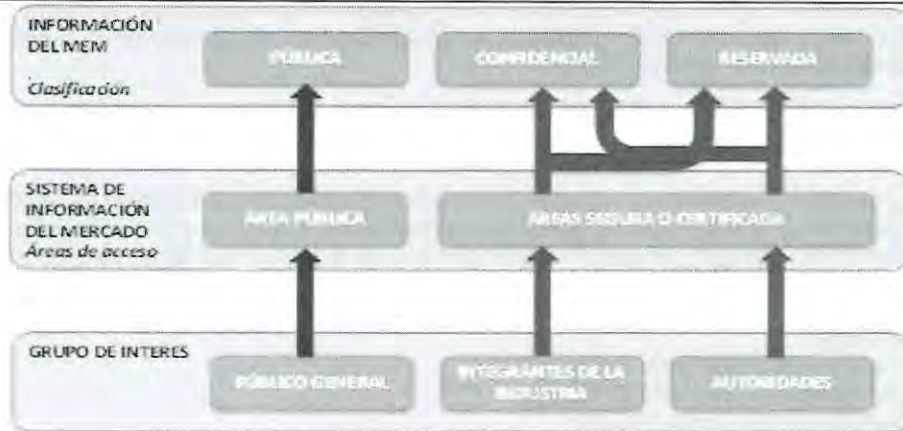 INFORMACIÓN
DEL MEM
Clasificación
PÚBLICA
CONFIDENCIAL
RESERVADA
SISTEMA DE
INFORMACIÓN
DEL MERCADO
Áreas de acceso
ÁREA PÚBLICA
ÁREAS SEGURA O CERTIFICADA
GRUPO DE INTERES
PÚBLICO GENERAL
INTEGRANTES DE LA
INDUSTRIA
AUTORIDADES